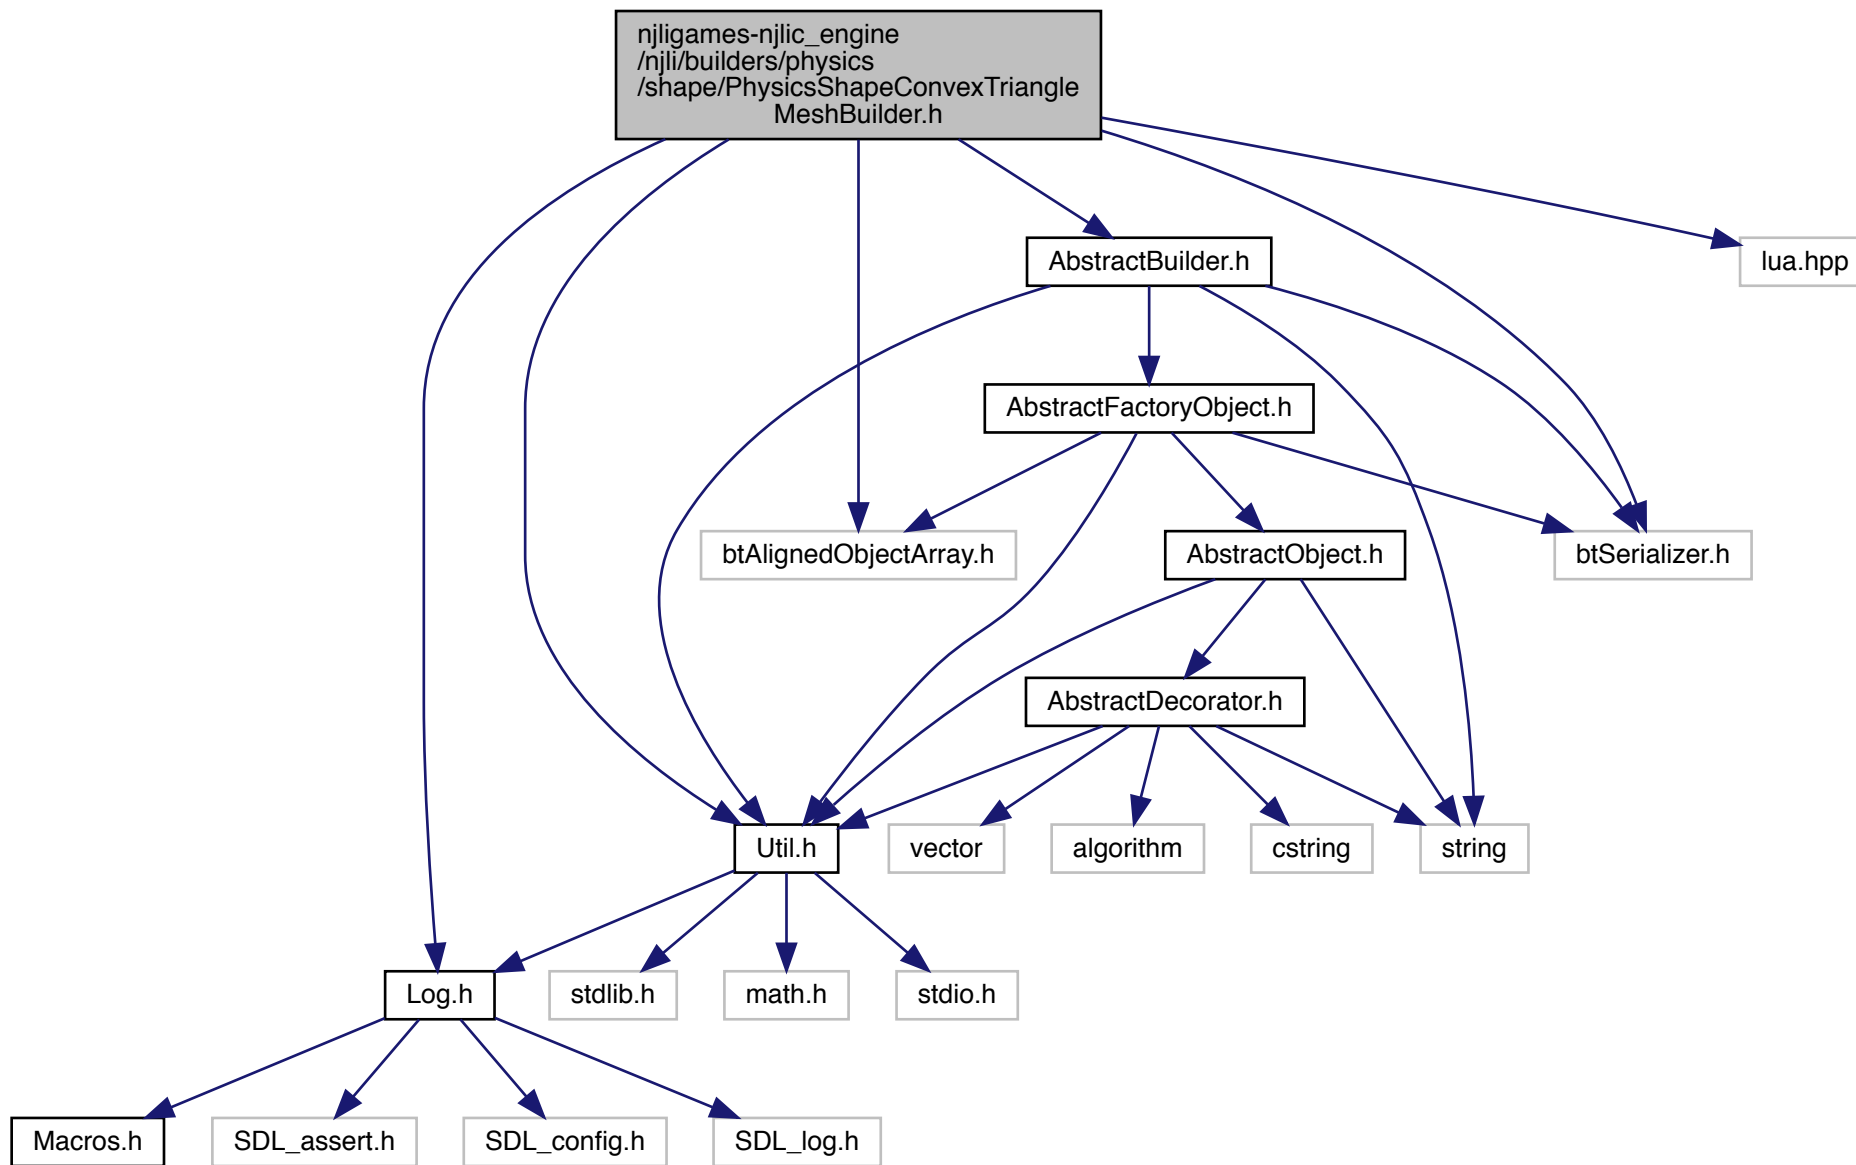 njligames-njlic_engine
/njli/builders/physics
/shape/PhysicsShapeConvexTriangle
MeshBuilder.h
AbstractBuilder.h
lua.hpp
AbstractFactoryObject.h
btAlignedObjectArray.h
AbstractObject.h
btSerializer.h
AbstractDecorator.h
Util.h
vector
algorithm
cstring
string
Log.h
stdlib.h
math.h
stdio.h
Macros.h
SDL_assert.h
SDL_config.h
SDL_log.h